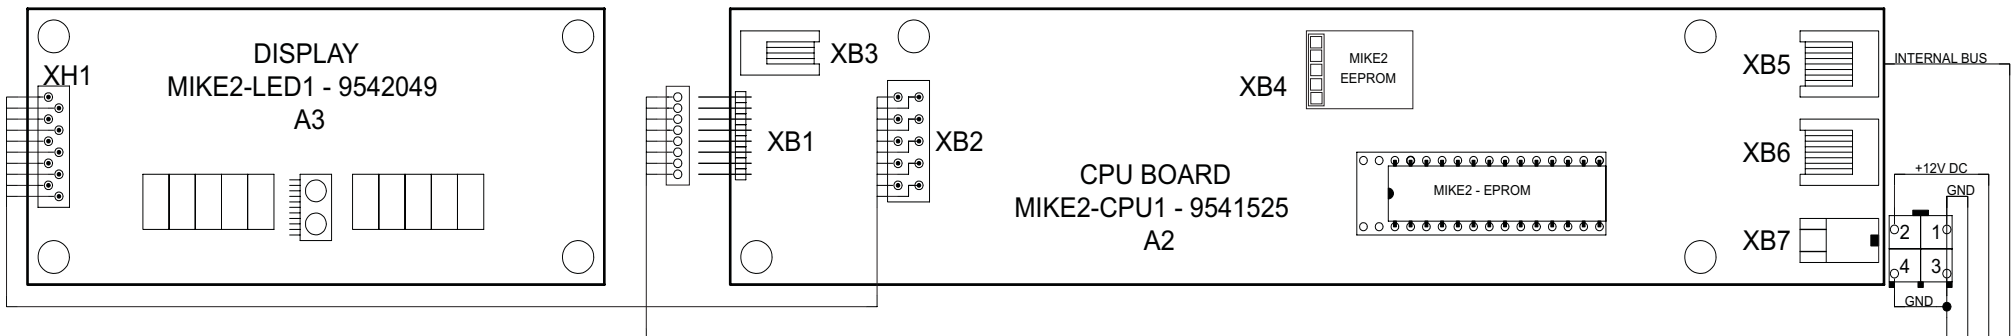 DISPLAY
MIKE2-LED1 - 9542049
A3
XH1
XB3
XB1
XB2
XB4
MIKE2
EEPROM
CPU BOARD
MIKE2-CPU1 - 9541525
A2
MIKE2 - EPROM
XB5
INTERNAL BUS
XB6
+12V DC
GND
XB7
2 1
4 3
GND